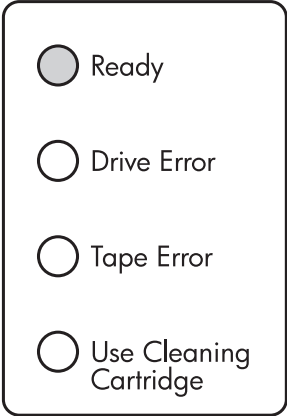 Ready
Drive Error
Tape Error
Use Cleaning
Cartridge